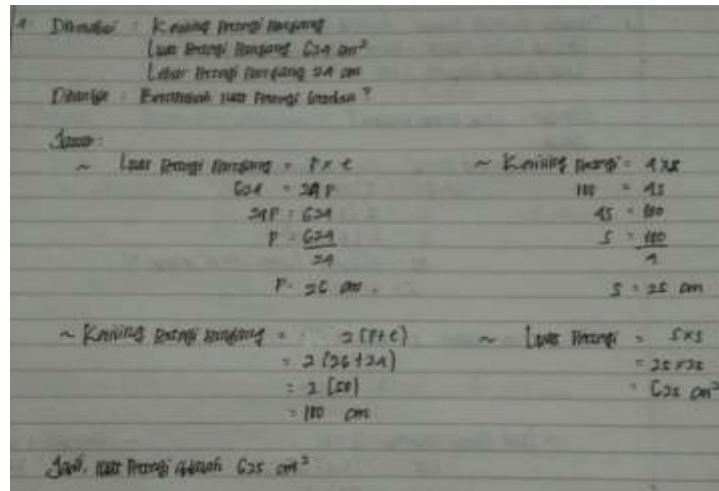 1. Diketahui : Keliling Persegi Panjang
Luas Persegi Panjang 624 cm²
Lebar Persegi Panjang 24 cm
Ditanya : Berapakah luas Persegi tersebut ?
Jawab :
~ Luas Persegi Panjang = P x l
624 = 24 P
24 P = 624
P = 624
24
P = 26 cm
~ Keliling Persegi = 4 x s
100 = 4s
4s = 100
s = 100
4
s = 25 cm
~ Keliling Persegi Panjang = 2 (P+l)
= 2 (26+24)
= 2 (50)
= 100 cm
~ Luas Persegi = s x s
= 25 x 25
= 625 cm²
Jadi, luas Persegi adalah 625 cm²